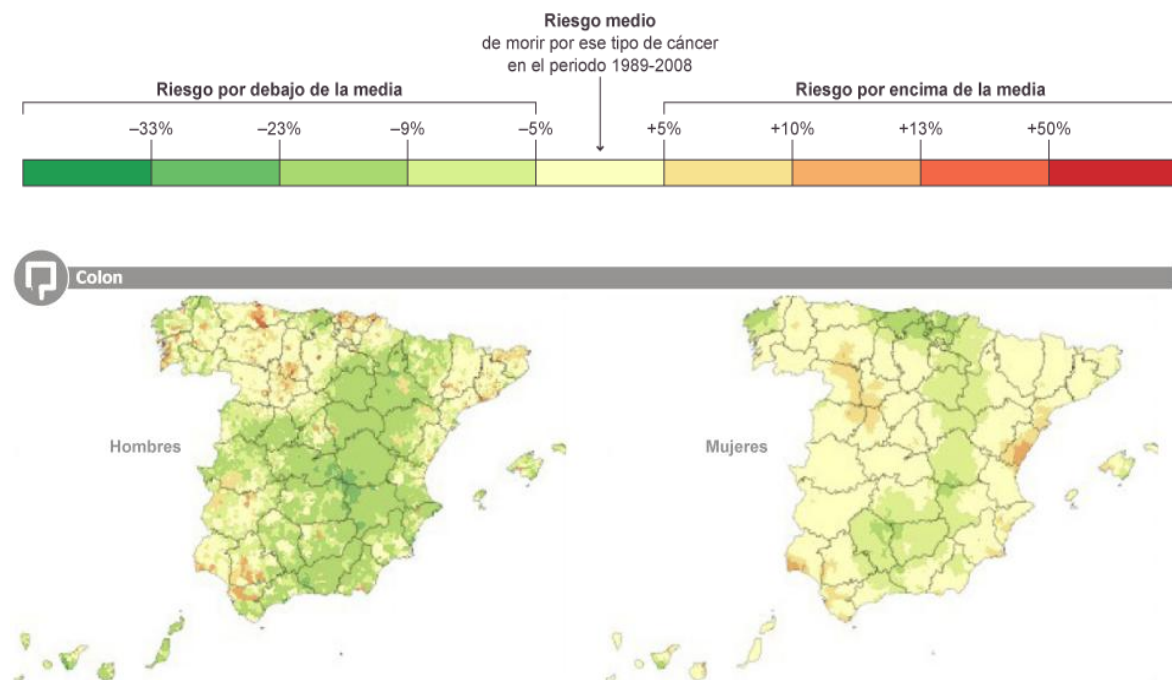 Riesgo medio
de morir por ese tipo de cáncer
en el periodo 1989-2008
Riesgo por debajo de la media
Riesgo por encima de la media
–33%
–23%
–9%
–5%
+5%
+10%
+13%
+50%
Colon
Hombres
Mujeres